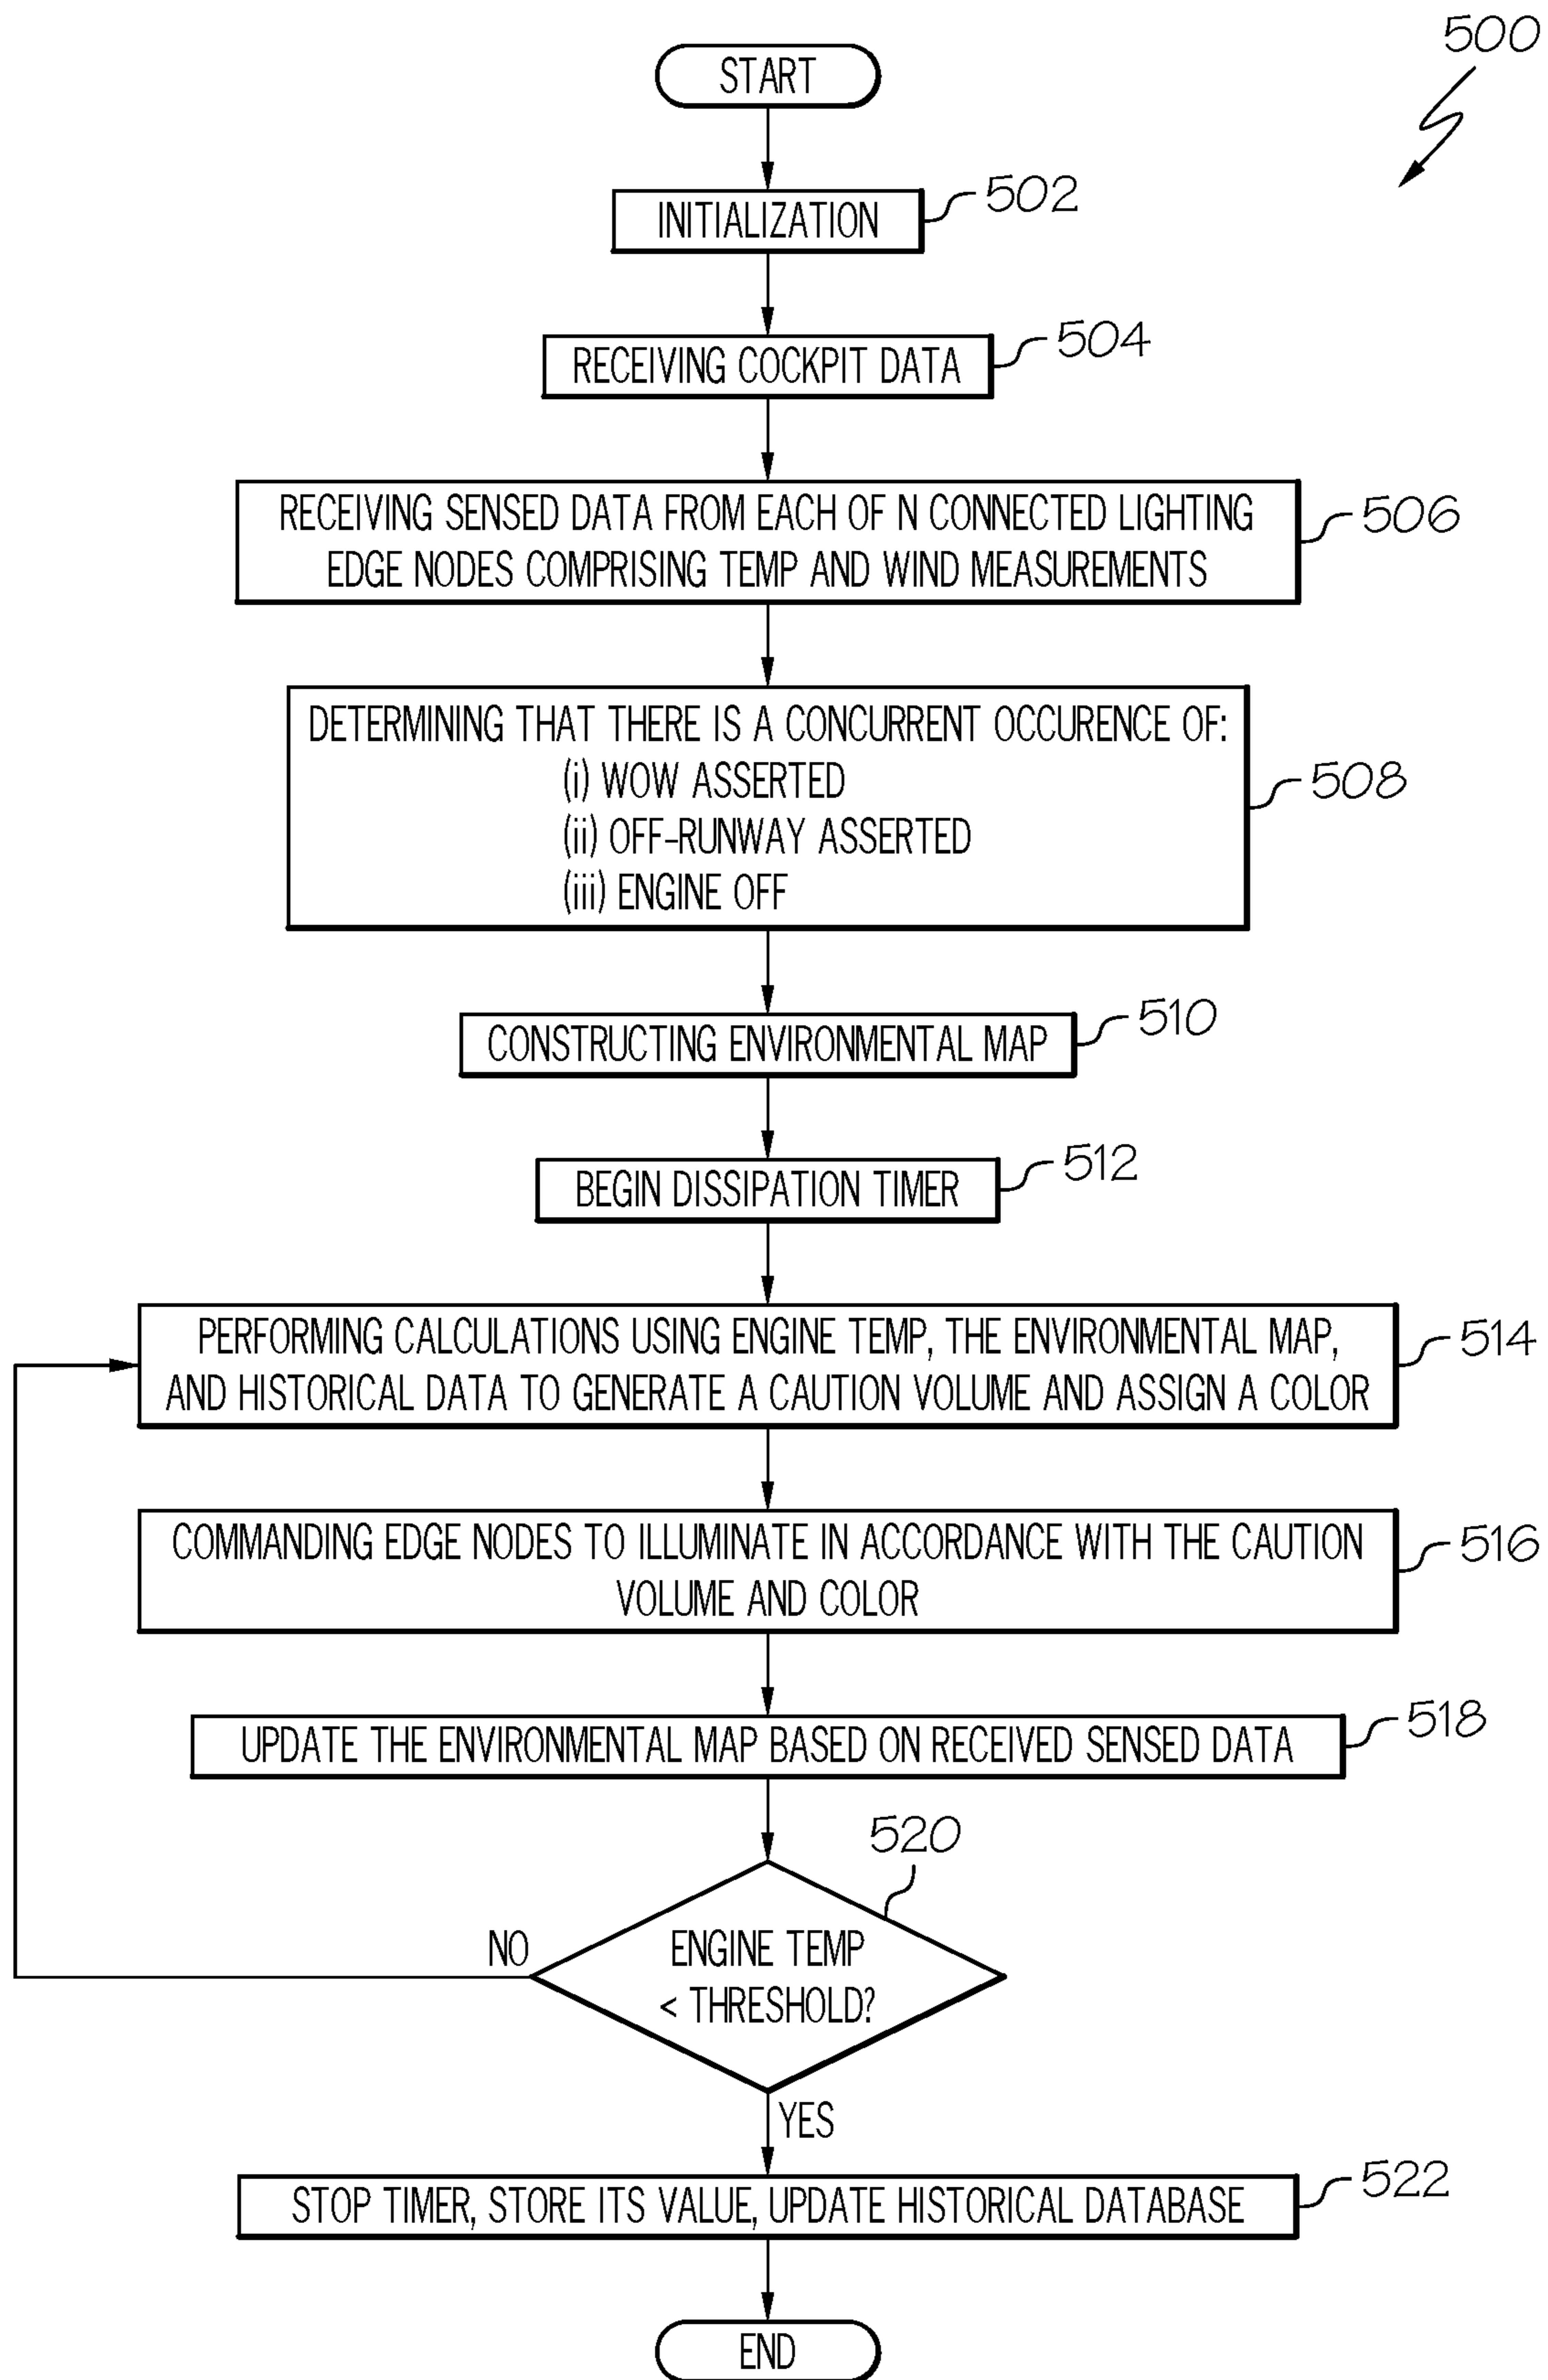 500
START
INITIALIZATION
502
RECEIVING COCKPIT DATA
504
RECEIVING SENSED DATA FROM EACH OF N CONNECTED LIGHTING
EDGE NODES COMPRISING TEMP AND WIND MEASUREMENTS
506
DETERMINING THAT THERE IS A CONCURRENT OCCURENCE OF:
(i) WOW ASSERTED
(ii) OFF-RUNWAY ASSERTED
(iii) ENGINE OFF
508
CONSTRUCTING ENVIRONMENTAL MAP
510
BEGIN DISSIPATION TIMER
512
PERFORMING CALCULATIONS USING ENGINE TEMP, THE ENVIRONMENTAL MAP,
AND HISTORICAL DATA TO GENERATE A CAUTION VOLUME AND ASSIGN A COLOR
514
COMMANDING EDGE NODES TO ILLUMINATE IN ACCORDANCE WITH THE CAUTION
VOLUME AND COLOR
516
UPDATE THE ENVIRONMENTAL MAP BASED ON RECEIVED SENSED DATA
518
520
NO
ENGINE TEMP
< THRESHOLD?
YES
STOP TIMER, STORE ITS VALUE, UPDATE HISTORICAL DATABASE
522
END